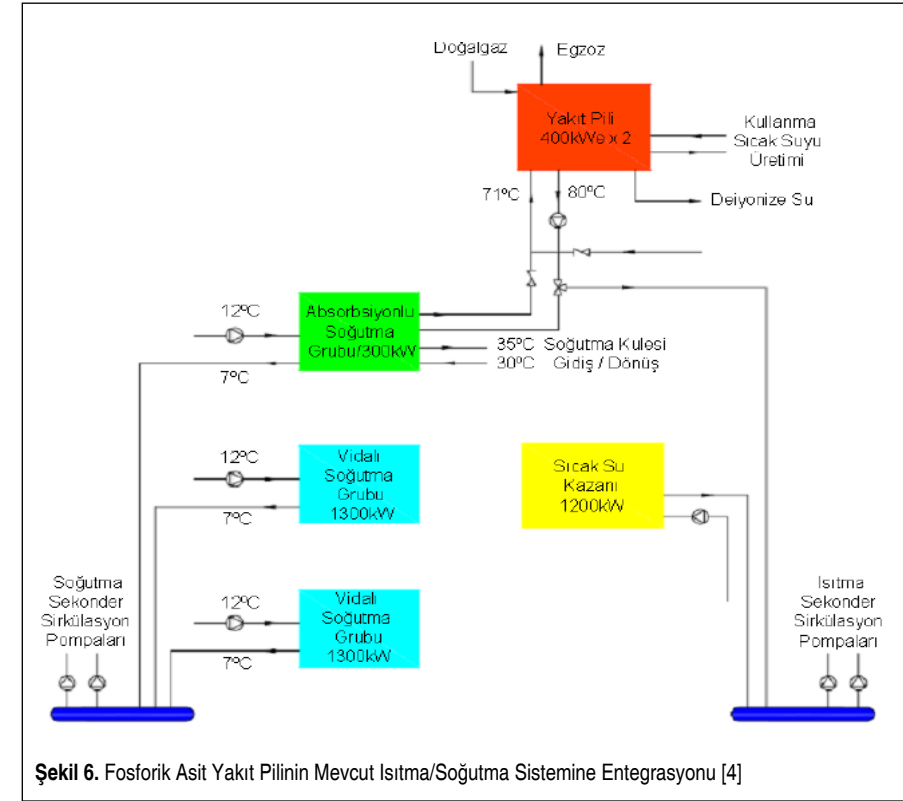 Doğalgaz
Egzoz
Yakıt Pili
400kWe x 2
Kullanma
Sıcak Suyu
Üretimi
71ºC
80ºC
Deiyonize Su
12ºC
Absorbsiyonlu
Soğutma
Grubu/300kW
35ºC Soğutma Kulesi
30ºC Gidiş / Dönüş
7ºC
12ºC
Vidalı
Soğutma
Grubu
1300kW
7ºC
Sıcak Su
Kazanı
1200kW
Soğutma
Sekonder
Sirkülasyon
Pompaları
12ºC
Vidalı
Soğutma
Grubu
1300kW
7ºC
Isıtma
Sekonder
Sirkülasyon
Pompaları
Şekil 6. Fosforik Asit Yakıt Pilinin Mevcut Isıtma/Soğutma Sistemine Entegrasyonu [4]